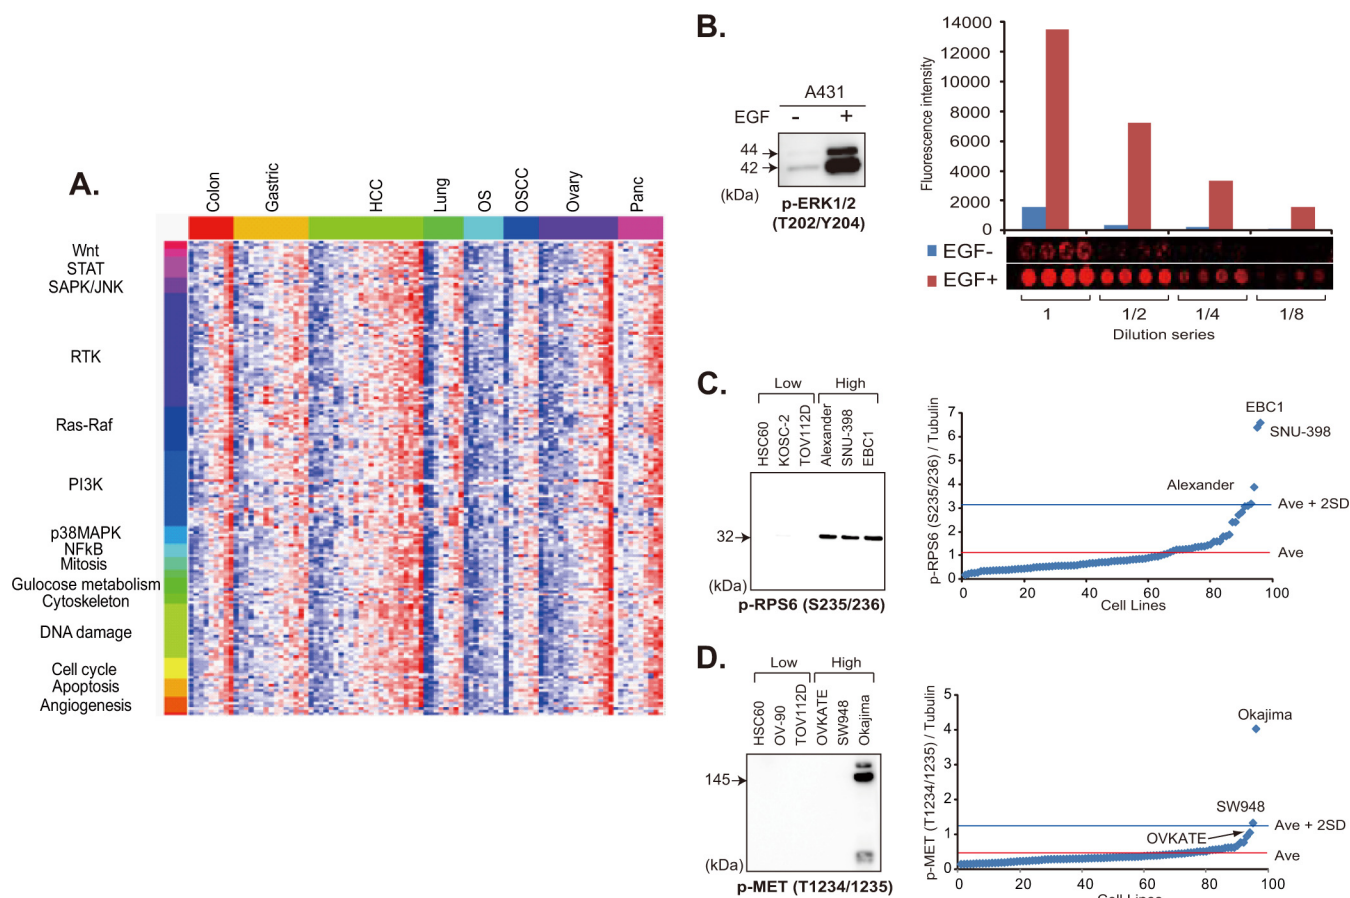 A.
Colon
Gastric
HCC
Lung
OS
OSCC
Ovary
Panc
Wnt
STAT
SAPK/JNK
RTK
Ras-Raf
PI3K
p38MAPK
NFkB
Mitosis
Gulocose metabolism
Cytoskeleton
DNA damage
Cell cycle
Apoptosis
Angiogenesis
B.
A431
EGF - +
44
42
(kDa)
p-ERK1/2
(T202/Y204)
Fluorescence intensity
14000
12000
10000
8000
6000
4000
2000
0
EGF-
EGF+
1 1/2 1/4 1/8
Dilution series
C.
Low High
HSC60
KOSC-2
TOV112D
Alexander
SNU-398
EBC1
32
(kDa)
p-RPS6 (S235/236)
p-RPS6 (S235/236) / Tubulin
7
6
5
4
3
2
1
0
EBC1
SNU-398
Alexander
Ave + 2SD
Ave
0 20 40 60 80 100
Cell Lines
D.
Low High
HSC60
OV-90
TOV112D
OVKATE
SW948
Okajima
145
(kDa)
p-MET (T1234/1235)
p-MET (T1234/1235) / Tubulin
5
4
3
2
1
0
Okajima
SW948
Ave + 2SD
OVKATE
Ave
0 20 40 60 80 100
Cell Lines